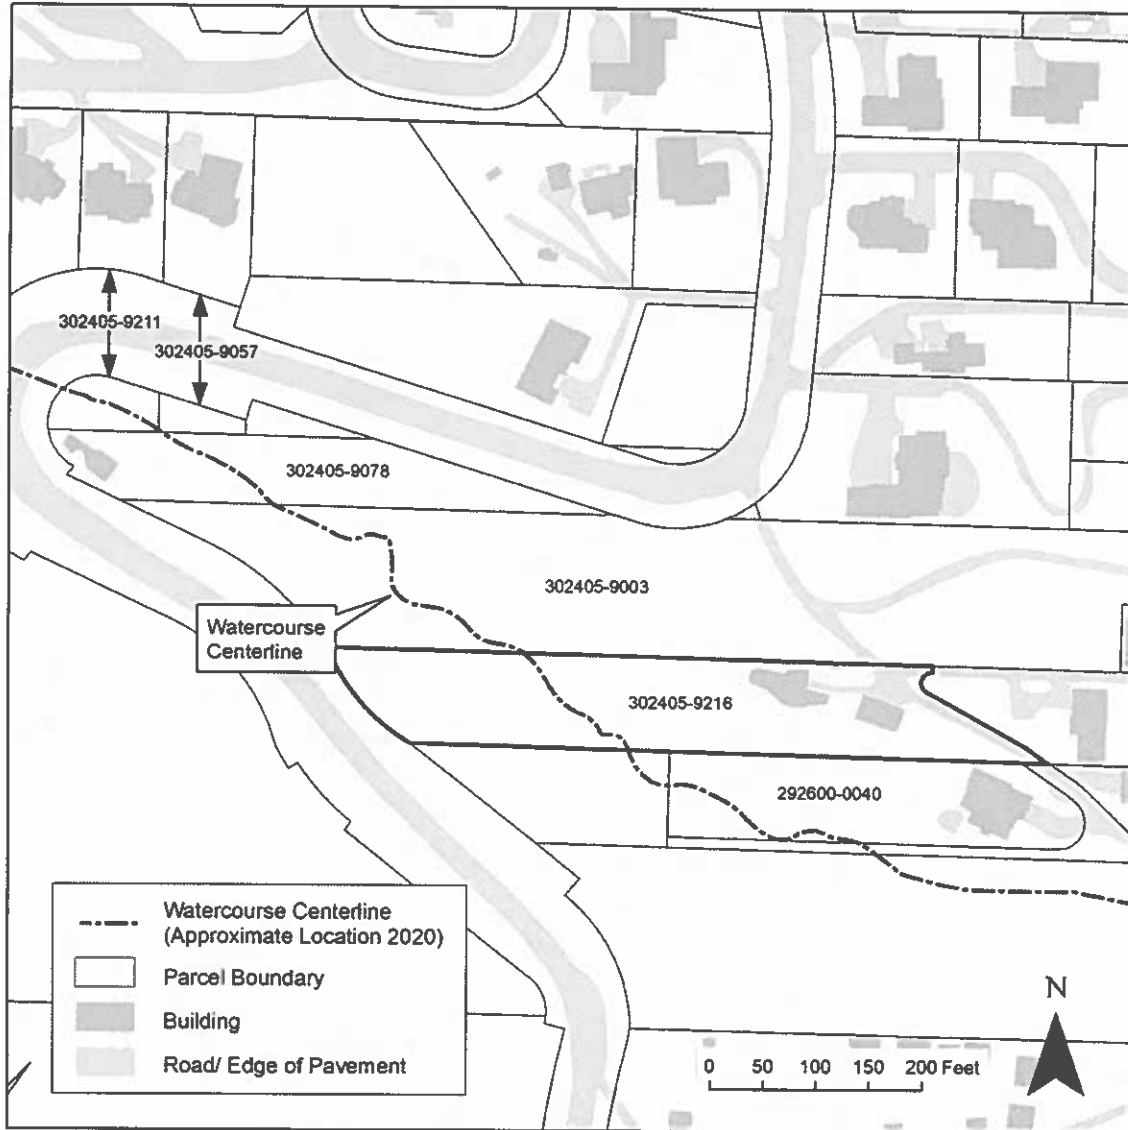 302405-9211
302405-9057
302405-9078
302405-9003
Watercourse
Centerline
302405-9216
292600-0040
Watercourse Centerline
(Approximate Location 2020)
Parcel Boundary
Building
Road/ Edge of Pavement
N
0 50 100 150 200 Feet